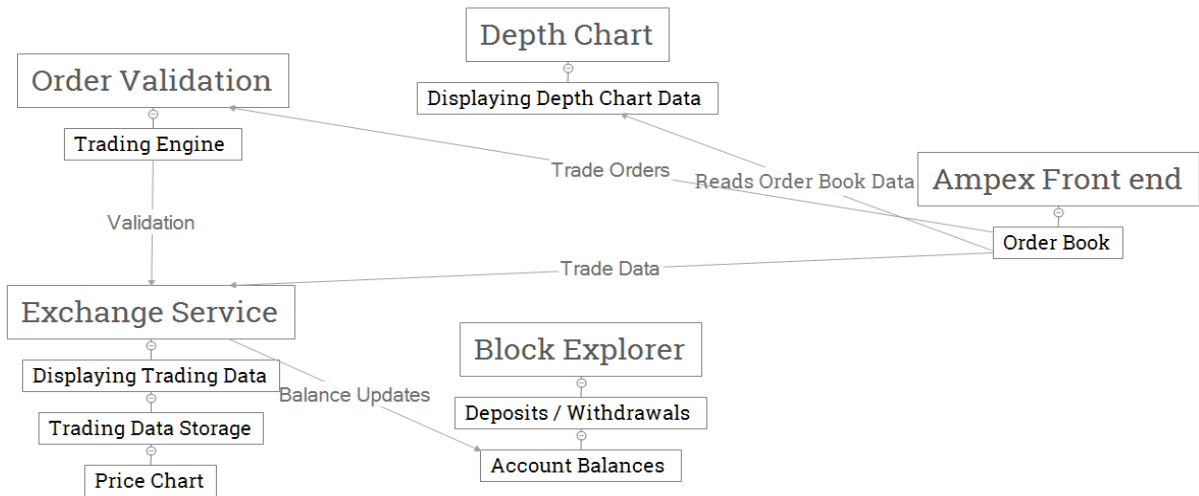 Depth Chart
Order Validation
Displaying Depth Chart Data
Trading Engine
Trade Orders
Reads Order Book Data
Ampex Front end
Validation
Order Book
Trade Data
Exchange Service
Block Explorer
Displaying Trading Data
Balance Updates
Deposits / Withdrawals
Trading Data Storage
Account Balances
Price Chart